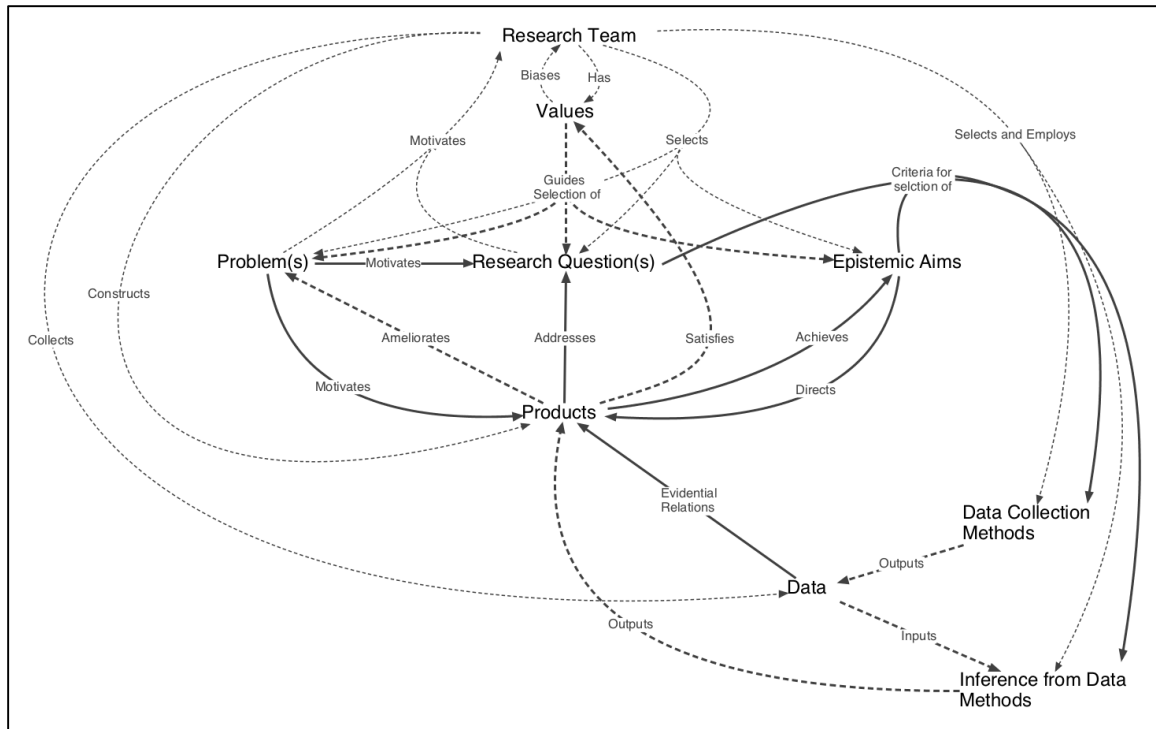 Research Team
Biases
Has
Values
Motivates
Selects
Selects and Employs
Guides
Selection of
Criteria for
selction of
Problem(s)
Motivates
Research Question(s)
Epistemic Aims
Constructs
Collects
Ameliorates
Addresses
Satisfies
Achieves
Motivates
Directs
Products
Evidential
Relations
Data Collection
Methods
Outputs
Data
Outputs
Inputs
Inference from Data
Methods